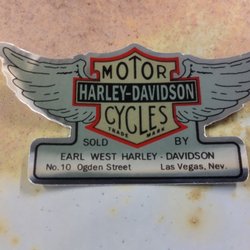 MOTOR
HARLEY-DAVIDSON
CYCLES
TRADE MARK
SOLD BY
EARL WEST HARLEY - DAVIDSON
No. 10 Ogden Street Las Vegas, Nev.